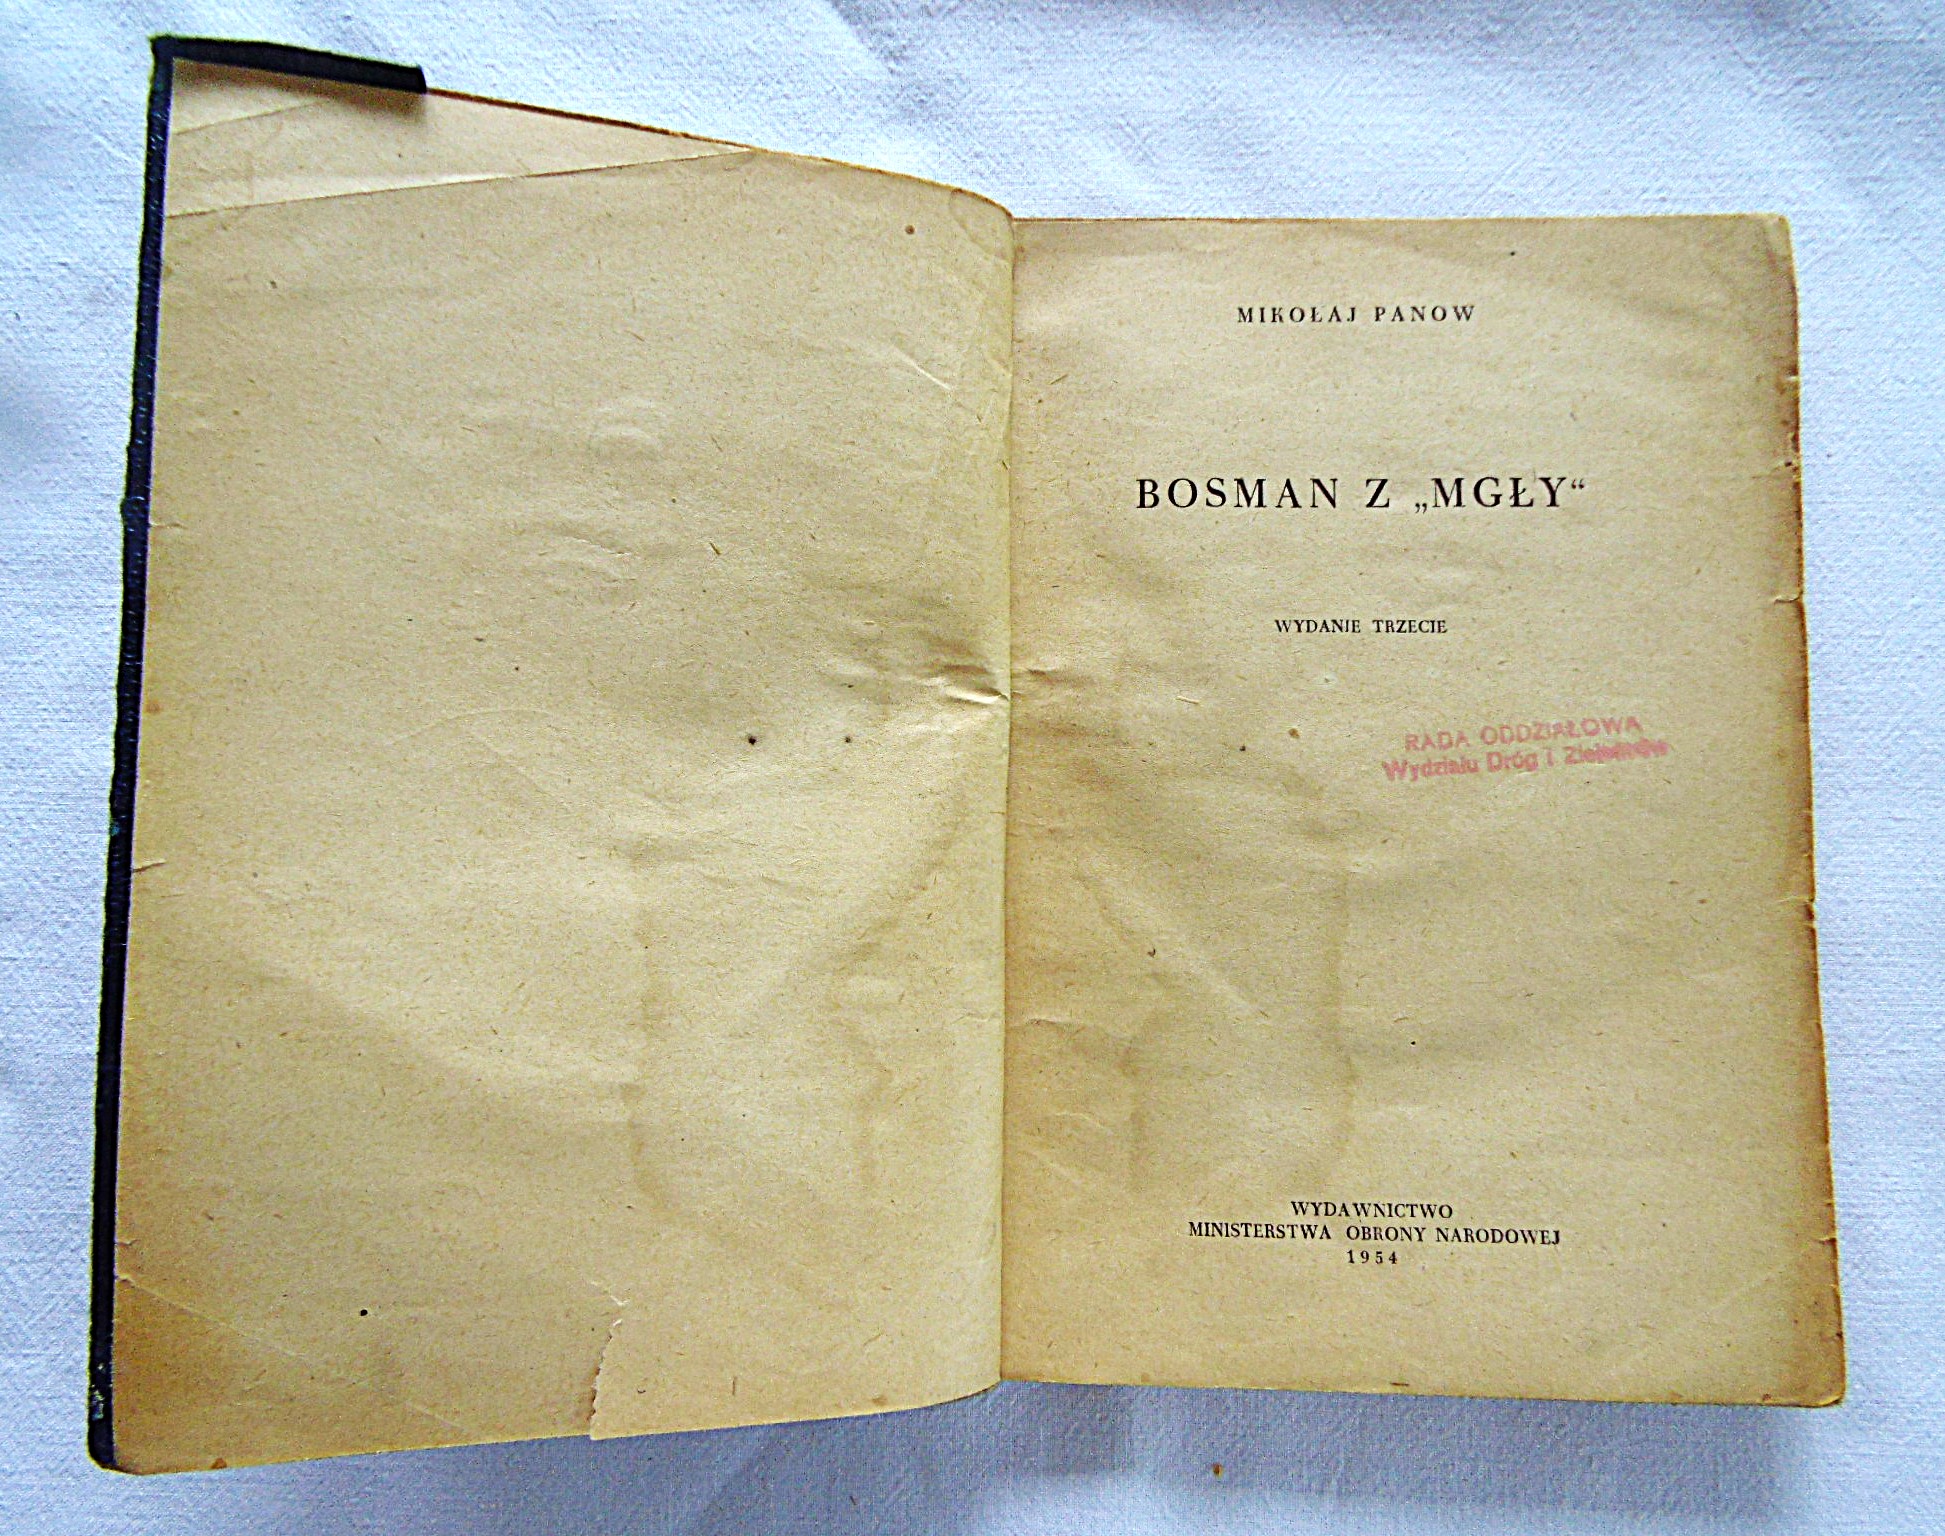 MIKOŁAJ PANOW
BOSMAN Z „MGŁY“
WYDANIE TRZECIE
RADA ODDZIAŁOWA
Wydziału Dróg i
WYDAWNICTWO
MINISTERSTWA OBRONY NARODOWEJ
1954